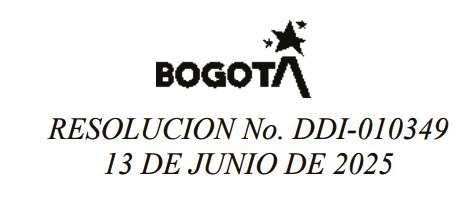 BOGOTÁ
RESOLUCION No. DDI-010349
13 DE JUNIO DE 2025